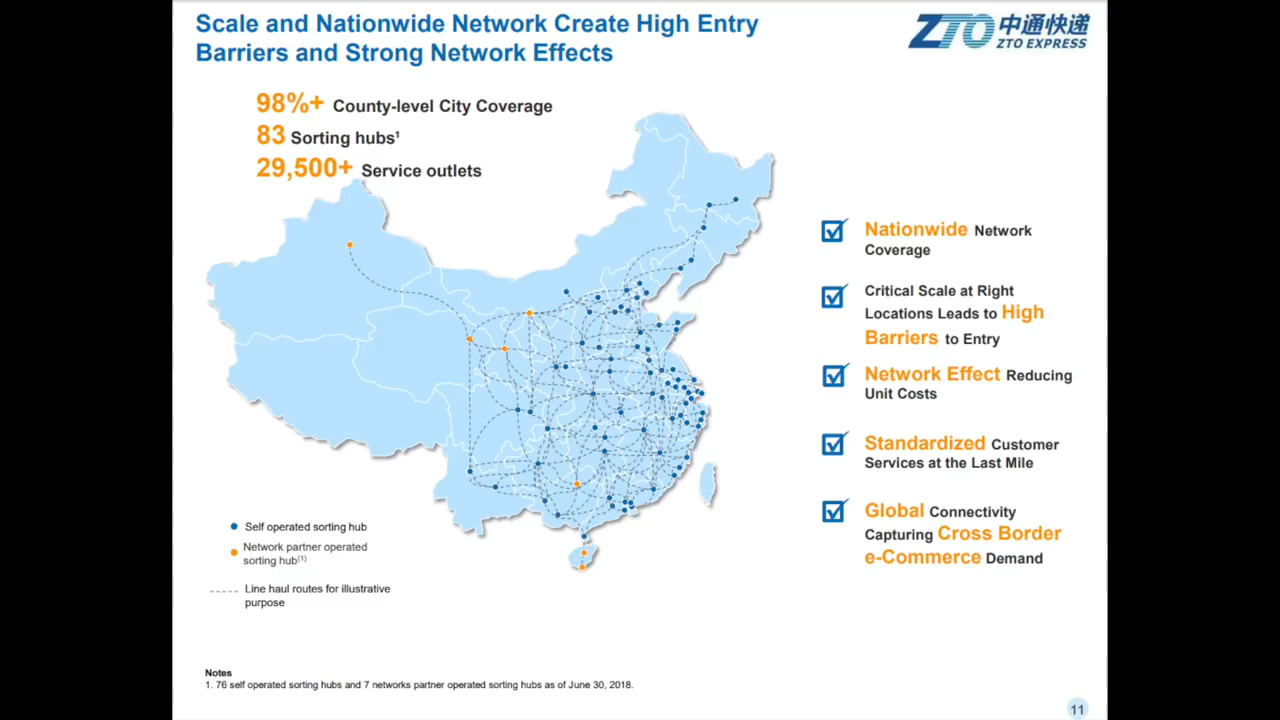 Scale and Nationwide Network Create High Entry
Barriers and Strong Network Effects
ZTO 中通快递
ZTO EXPRESS
98%+ County-level City Coverage
83 Sorting hubs¹
29,500+ Service outlets
Nationwide Network
Coverage
Critical Scale at Right
Locations Leads to High
Barriers to Entry
Network Effect Reducing
Unit Costs
Standardized Customer
Services at the Last Mile
Global Connectivity
Capturing Cross Border
e-Commerce Demand
Self operated sorting hub
Network partner operated
sorting hub(1)
Line haul routes for illustrative
purpose
Notes
1. 76 self operated sorting hubs and 7 networks partner operated sorting hubs as of June 30, 2018.
11